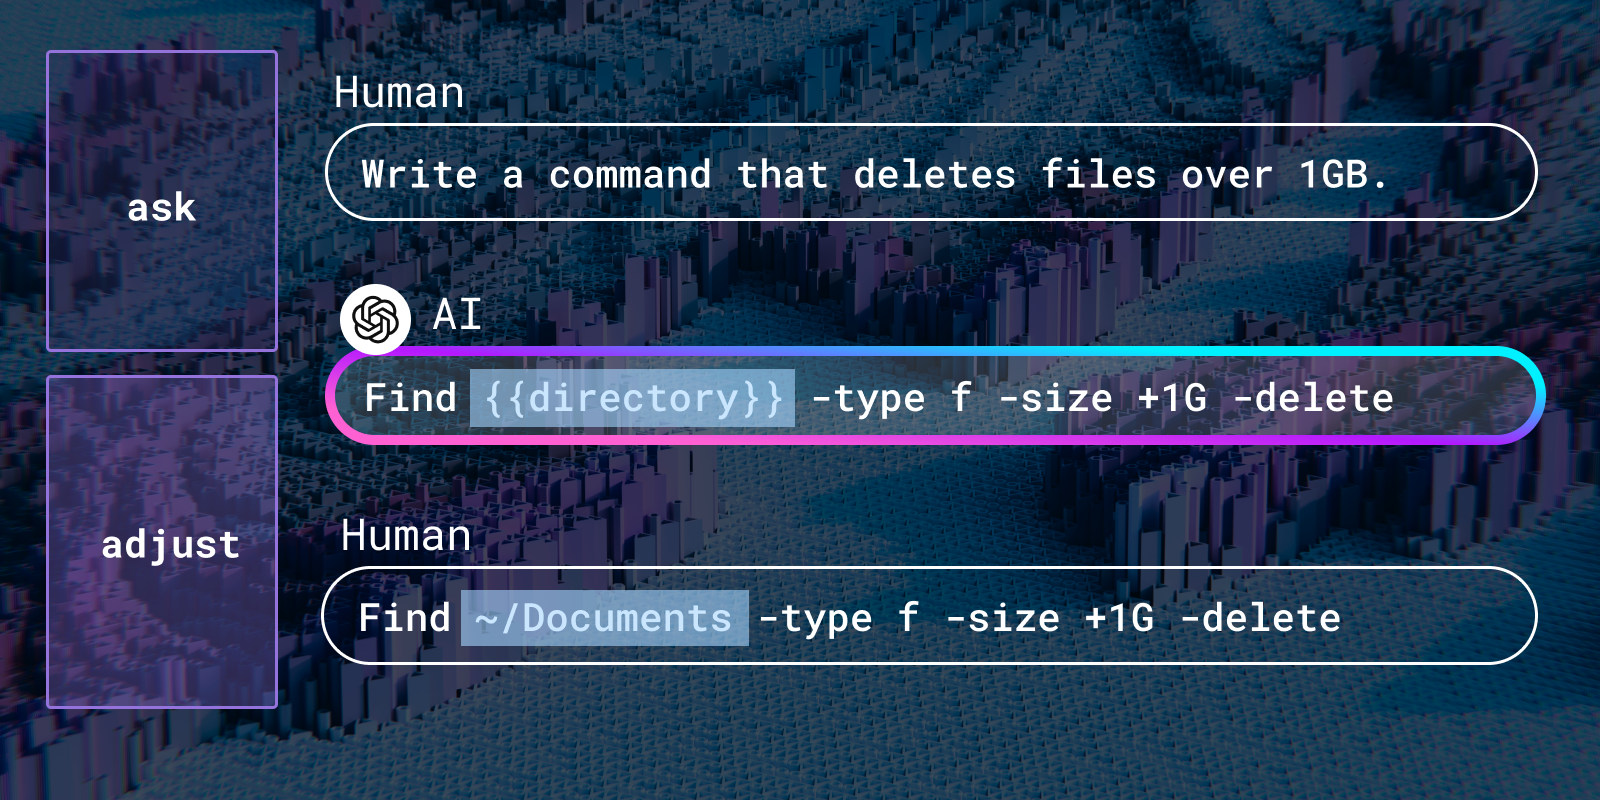 ask
Human
Write a command that deletes files over 1GB.
AI
Find {{directory}} -type f -size +1G -delete
adjust
Human
Find ~/Documents -type f -size +1G -delete